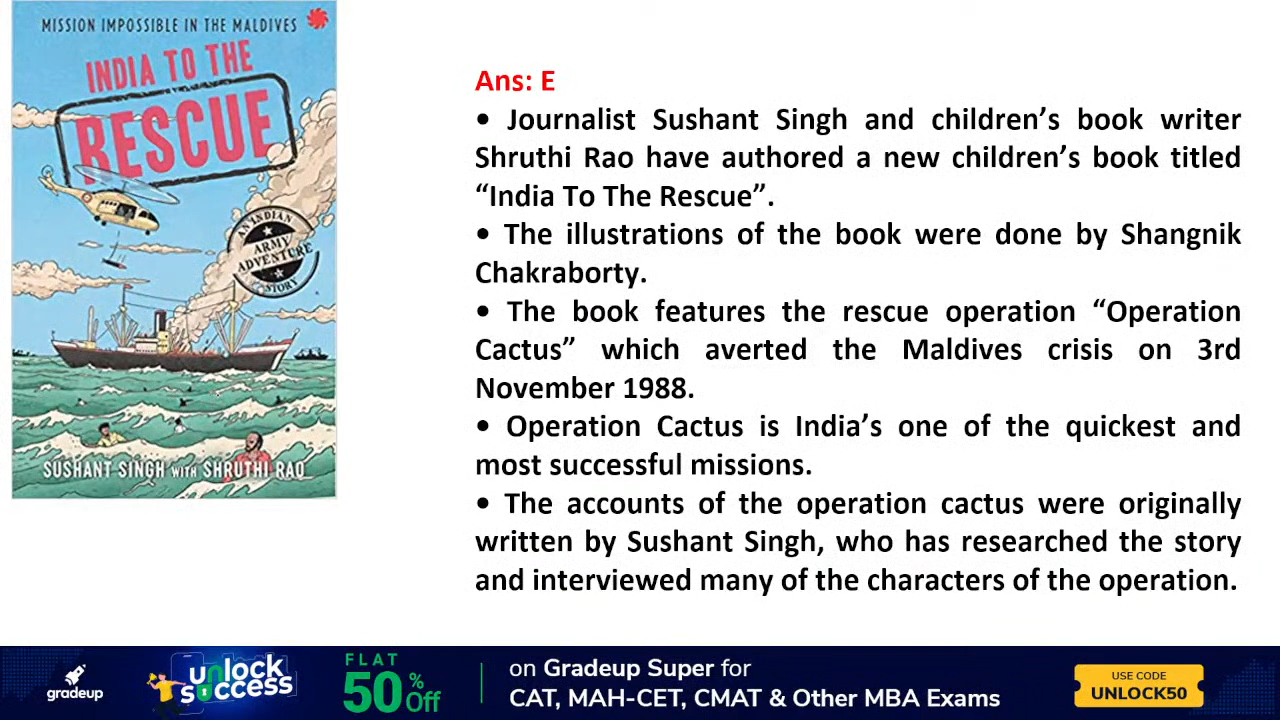 MISSION IMPOSSIBLE IN THE MALDIVES
INDIA TO THE
RESCUE
AN INDIAN
ARMY
ADVENTURE
STORY
SUSHANT SINGH WITH SHRUTHI RAO
Ans: E
• Journalist Sushant Singh and children’s book writer
Shruthi Rao have authored a new children’s book titled
“India To The Rescue”.
• The illustrations of the book were done by Shangnik
Chakraborty.
• The book features the rescue operation “Operation
Cactus” which averted the Maldives crisis on 3rd
November 1988.
• Operation Cactus is India’s one of the quickest and
most successful missions.
• The accounts of the operation cactus were originally
written by Sushant Singh, who has researched the story
and interviewed many of the characters of the operation.
gradeup
unlock
success
FLAT
50% Off
on Gradeup Super for
CAT, MAH-CET, CMAT & Other MBA Exams
USE CODE
UNLOCK50